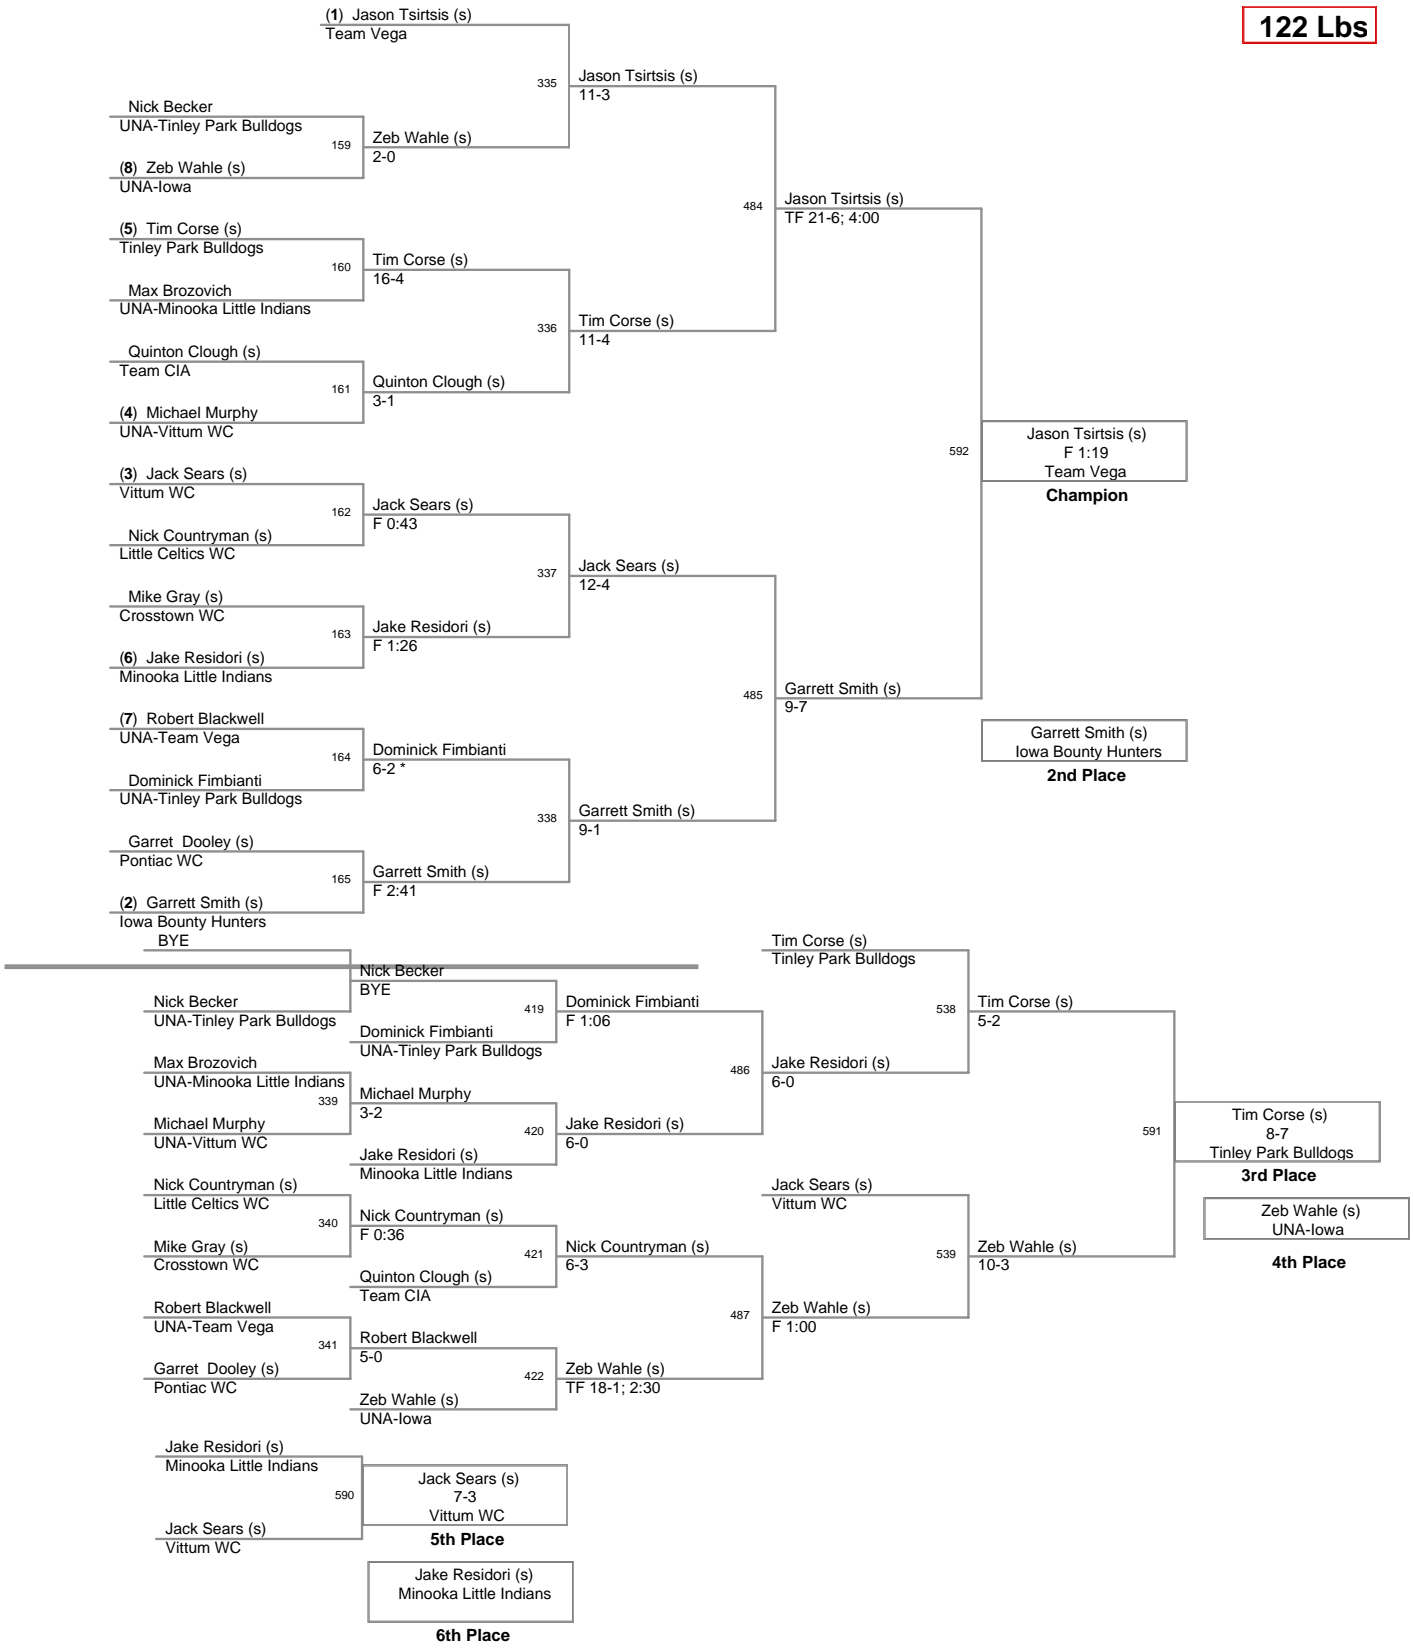 122 Lbs
(1) Jason Tsirtsis (s)
Team Vega
335
Jason Tsirtsis (s)
11-3
Nick Becker
UNA-Tinley Park Bulldogs
159
Zeb Wahle (s)
2-0
(8) Zeb Wahle (s)
UNA-Iowa
484
Jason Tsirtsis (s)
TF 21-6; 4:00
(5) Tim Corse (s)
Tinley Park Bulldogs
160
Tim Corse (s)
16-4
Max Brozovich
UNA-Minooka Little Indians
336
Tim Corse (s)
11-4
Quinton Clough (s)
Team CIA
161
Quinton Clough (s)
3-1
(4) Michael Murphy
UNA-Vittum WC
592
Jason Tsirtsis (s)
F 1:19
Team Vega
Champion
(3) Jack Sears (s)
Vittum WC
162
Jack Sears (s)
F 0:43
Nick Countryman (s)
Little Celtics WC
337
Jack Sears (s)
12-4
Mike Gray (s)
Crosstown WC
163
Jake Residori (s)
F 1:26
(6) Jake Residori (s)
Minooka Little Indians
485
Garrett Smith (s)
9-7
(7) Robert Blackwell
UNA-Team Vega
164
Dominick Fimbianti
6-2 *
Dominick Fimbianti
UNA-Tinley Park Bulldogs
Garrett Smith (s)
Iowa Bounty Hunters
2nd Place
338
Garrett Smith (s)
9-1
Garret  Dooley (s)
Pontiac WC
165
Garrett Smith (s)
F 2:41
(2) Garrett Smith (s)
Iowa Bounty Hunters
BYE
Nick Becker
BYE
Nick Becker
UNA-Tinley Park Bulldogs
419
Dominick Fimbianti
F 1:06
Dominick Fimbianti
UNA-Tinley Park Bulldogs
Tim Corse (s)
Tinley Park Bulldogs
538
Tim Corse (s)
5-2
Max Brozovich
UNA-Minooka Little Indians
339
Michael Murphy
3-2
Michael Murphy
UNA-Vittum WC
486
Jake Residori (s)
6-0
420
Jake Residori (s)
6-0
Jake Residori (s)
Minooka Little Indians
591
Tim Corse (s)
8-7
Tinley Park Bulldogs
3rd Place
Nick Countryman (s)
Little Celtics WC
340
Nick Countryman (s)
F 0:36
Mike Gray (s)
Crosstown WC
421
Nick Countryman (s)
6-3
Quinton Clough (s)
Team CIA
Jack Sears (s)
Vittum WC
539
Zeb Wahle (s)
10-3
Zeb Wahle (s)
UNA-Iowa
4th Place
Robert Blackwell
UNA-Team Vega
341
Robert Blackwell
5-0
Garret  Dooley (s)
Pontiac WC
487
Zeb Wahle (s)
F 1:00
422
Zeb Wahle (s)
TF 18-1; 2:30
Zeb Wahle (s)
UNA-Iowa
Jake Residori (s)
Minooka Little Indians
590
Jack Sears (s)
7-3
Vittum WC
5th Place
Jack Sears (s)
Vittum WC
Jake Residori (s)
Minooka Little Indians
6th Place